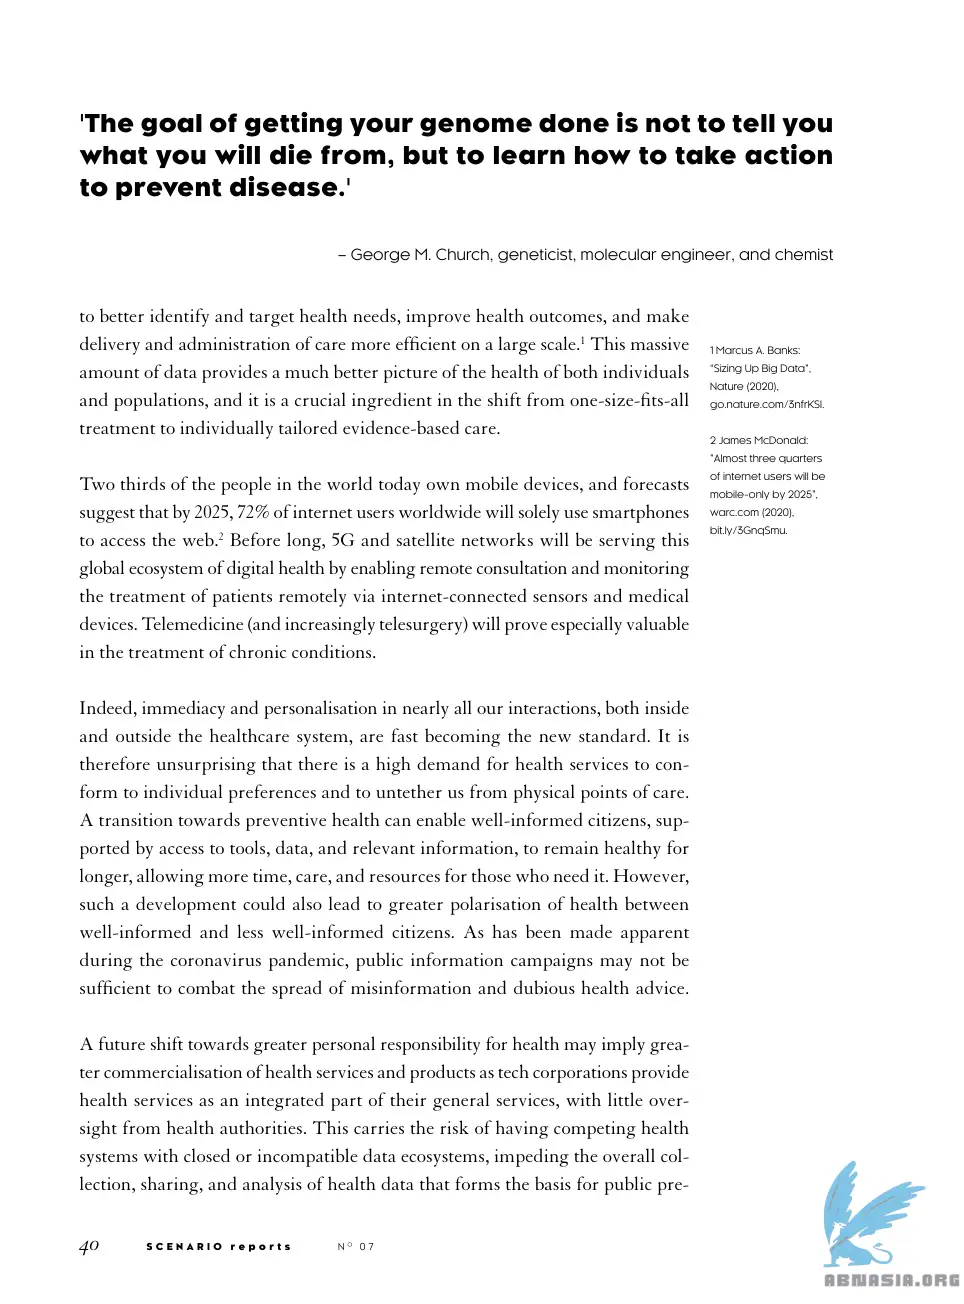 'The goal of getting your genome done is not to tell you
what you will die from, but to learn how to take action
to prevent disease.'
– George M. Church, geneticist, molecular engineer, and chemist
to better identify and target health needs, improve health outcomes, and make
delivery and administration of care more efficient on a large scale.1 This massive
amount of data provides a much better picture of the health of both individuals
and populations, and it is a crucial ingredient in the shift from one-size-fits-all
treatment to individually tailored evidence-based care.
Two thirds of the people in the world today own mobile devices, and forecasts
suggest that by 2025, 72% of internet users worldwide will solely use smartphones
to access the web.2 Before long, 5G and satellite networks will be serving this
global ecosystem of digital health by enabling remote consultation and monitoring
the treatment of patients remotely via internet-connected sensors and medical
devices. Telemedicine (and increasingly telesurgery) will prove especially valuable
in the treatment of chronic conditions.
Indeed, immediacy and personalisation in nearly all our interactions, both inside
and outside the healthcare system, are fast becoming the new standard. It is
therefore unsurprising that there is a high demand for health services to con-
form to individual preferences and to untether us from physical points of care.
A transition towards preventive health can enable well-informed citizens, sup-
ported by access to tools, data, and relevant information, to remain healthy for
longer, allowing more time, care, and resources for those who need it. However,
such a development could also lead to greater polarisation of health between
well-informed and less well-informed citizens. As has been made apparent
during the coronavirus pandemic, public information campaigns may not be
sufficient to combat the spread of misinformation and dubious health advice.
A future shift towards greater personal responsibility for health may imply grea-
ter commercialisation of health services and products as tech corporations provide
health services as an integrated part of their general services, with little over-
sight from health authorities. This carries the risk of having competing health
systems with closed or incompatible data ecosystems, impeding the overall col-
lection, sharing, and analysis of health data that forms the basis for public pre-
1 Marcus A. Banks:
"Sizing Up Big Data",
Nature (2020),
go.nature.com/3nfrKSI.
2 James McDonald:
"Almost three quarters
of internet users will be
mobile-only by 2025",
warc.com (2020),
bit.ly/3GnqSmu.
40 SCENARIO reports Nº 07
ABNASIA.ORG